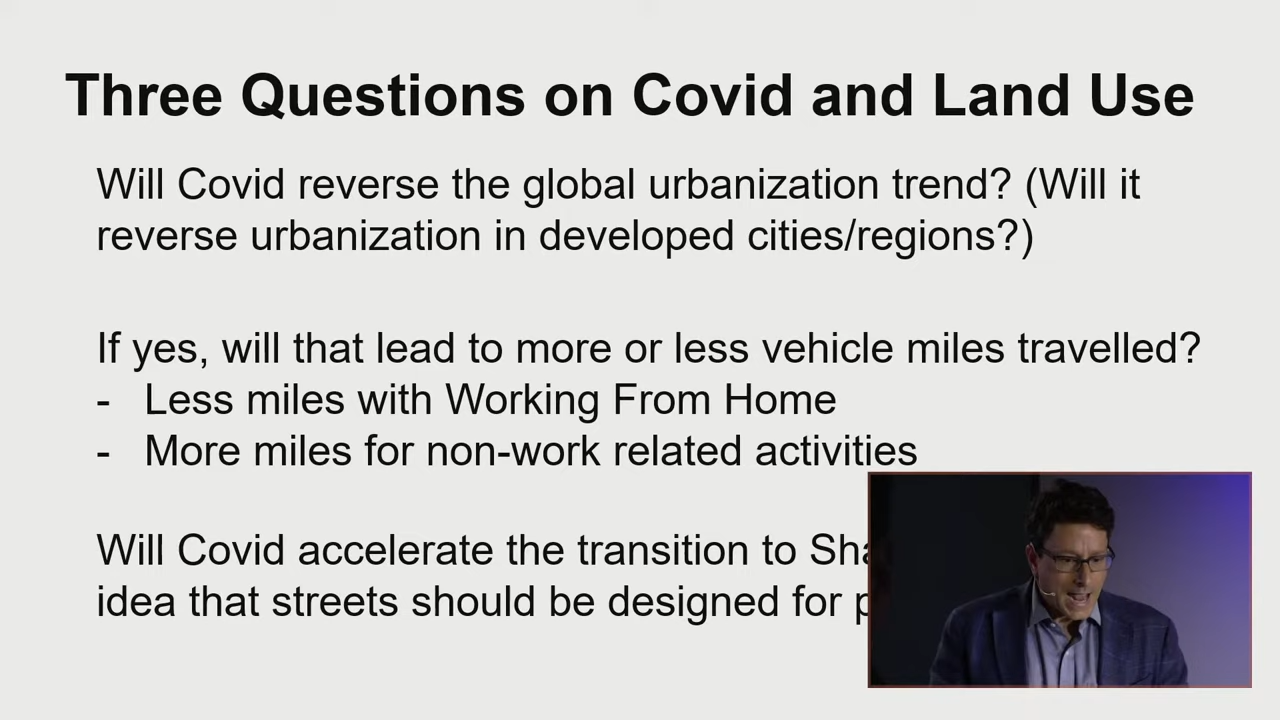 Three Questions on Covid and Land Use
Will Covid reverse the global urbanization trend? (Will it
reverse urbanization in developed cities/regions?)
If yes, will that lead to more or less vehicle miles travelled?
- Less miles with Working From Home
- More miles for non-work related activities
Will Covid accelerate the transition to
idea that streets should be designed for